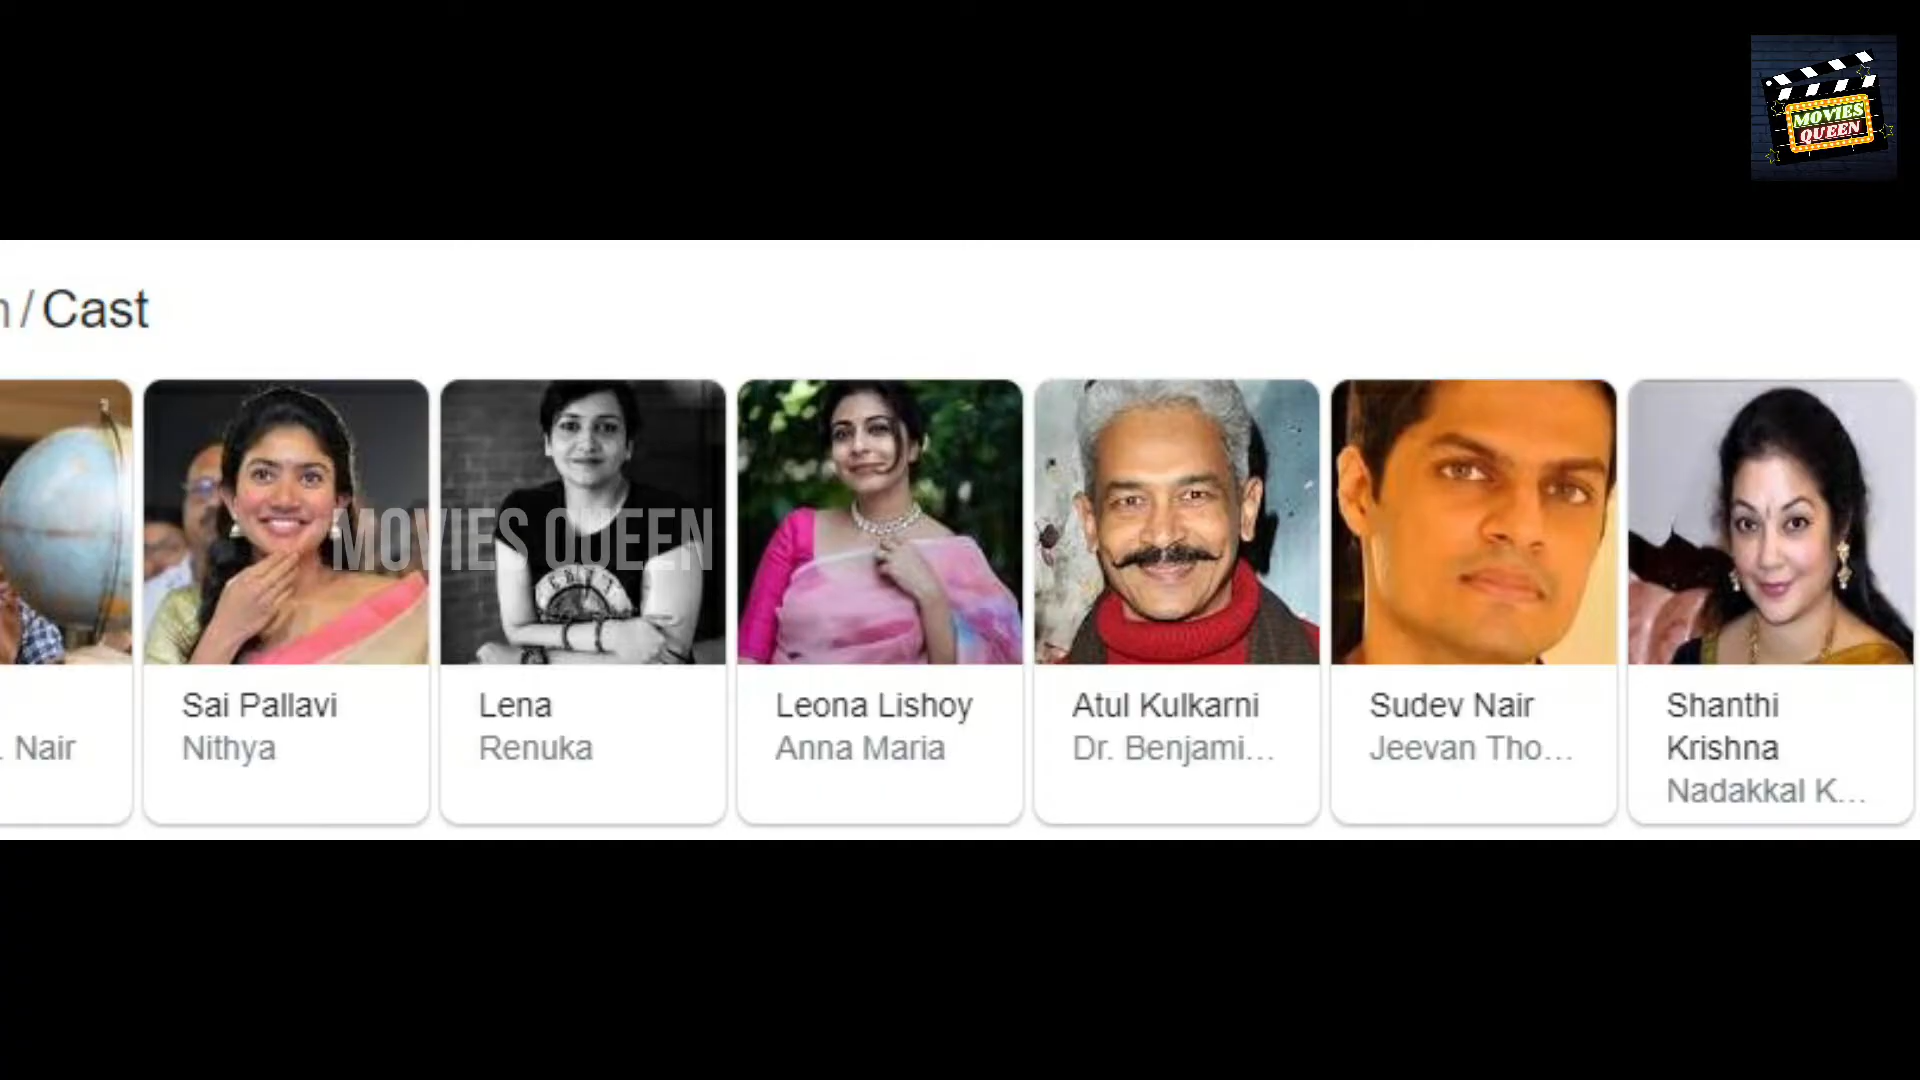 MOVIES
QUEEN
/ Cast
MOVIES QUEEN
Sai Pallavi
Nithya
Lena
Renuka
Leona Lishoy
Anna Maria
Atul Kulkarni
Dr. Benjami...
Sudev Nair
Jeevan Tho...
Shanthi
Krishna
Nadakkal K...
. Nair